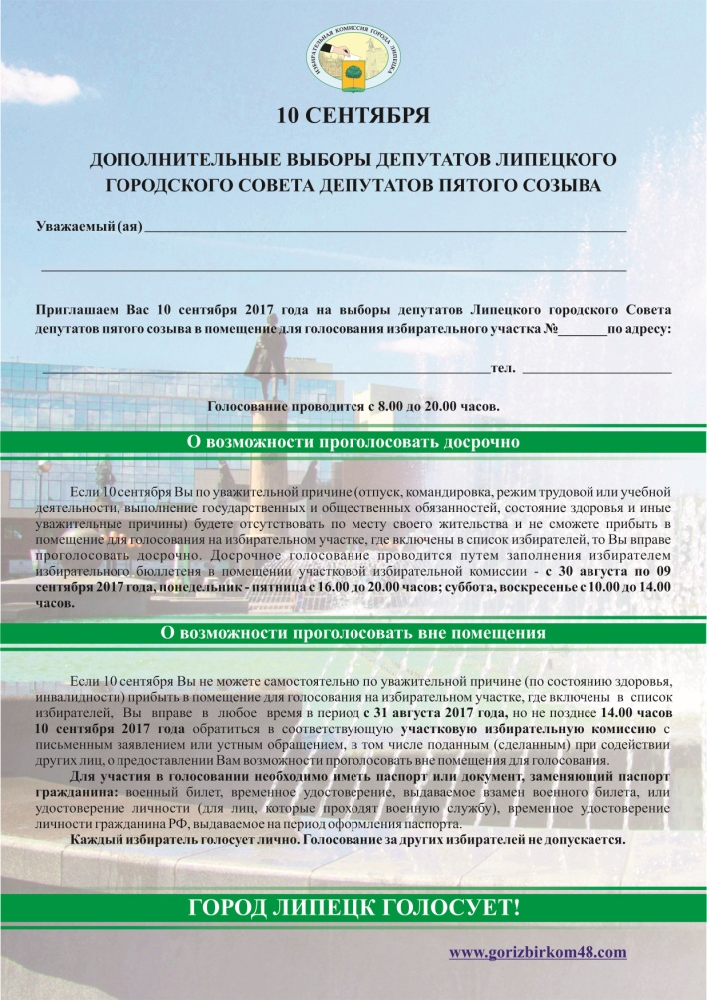 ИЗБИРАТЕЛЬНАЯ КОМИССИЯ ГОРОДА ЛИПЕЦКА
10 СЕНТЯБРЯ
ДОПОЛНИТЕЛЬНЫЕ ВЫБОРЫ ДЕПУТАТОВ ЛИПЕЦКОГО
ГОРОДСКОГО СОВЕТА ДЕПУТАТОВ ПЯТОГО СОЗЫВА
Уважаемый (ая)
Приглашаем Вас 10 сентября 2017 года на выборы депутатов Липецкого городского Совета
депутатов пятого созыва в помещение для голосования избирательного участка №_______по адресу:
тел.
Голосование проводится с 8.00 до 20.00 часов.
О возможности проголосовать досрочно
Если 10 сентября Вы по уважительной причине (отпуск, командировка, режим трудовой или учебной
деятельности, выполнение государственных и общественных обязанностей, состояние здоровья и иные
уважительные причины) будете отсутствовать по месту своего жительства и не сможете прибыть в
помещение для голосования на избирательном участке, где включены в список избирателей, то Вы вправе
проголосовать досрочно. Досрочное голосование проводится путем заполнения избирателем
избирательного бюллетеня в помещении участковой избирательной комиссии - с 30 августа по 09
сентября 2017 года, понедельник - пятница с 16.00 до 20.00 часов; суббота, воскресенье с 10.00 до 14.00
часов.
О возможности проголосовать вне помещения
Если 10 сентября Вы не можете самостоятельно по уважительной причине (по состоянию здоровья,
инвалидности) прибыть в помещение для голосования на избирательном участке, где включены в список
избирателей, Вы вправе в любое время в период с 31 августа 2017 года, но не позднее 14.00 часов
10 сентября 2017 года обратиться в соответствующую участковую избирательную комиссию с
письменным заявлением или устным обращением, в том числе поданным (сделанным) при содействии
других лиц, о предоставлении Вам возможности проголосовать вне помещения для голосования.
Для участия в голосовании необходимо иметь паспорт или документ, заменяющий паспорт
гражданина: военный билет, временное удостоверение, выдаваемое взамен военного билета, или
удостоверение личности (для лиц, которые проходят военную службу), временное удостоверение
личности гражданина РФ, выдаваемое на период оформления паспорта.
Каждый избиратель голосует лично. Голосование за других избирателей не допускается.
ГОРОД ЛИПЕЦК ГОЛОСУЕТ!
www.gorizbirkom48.com